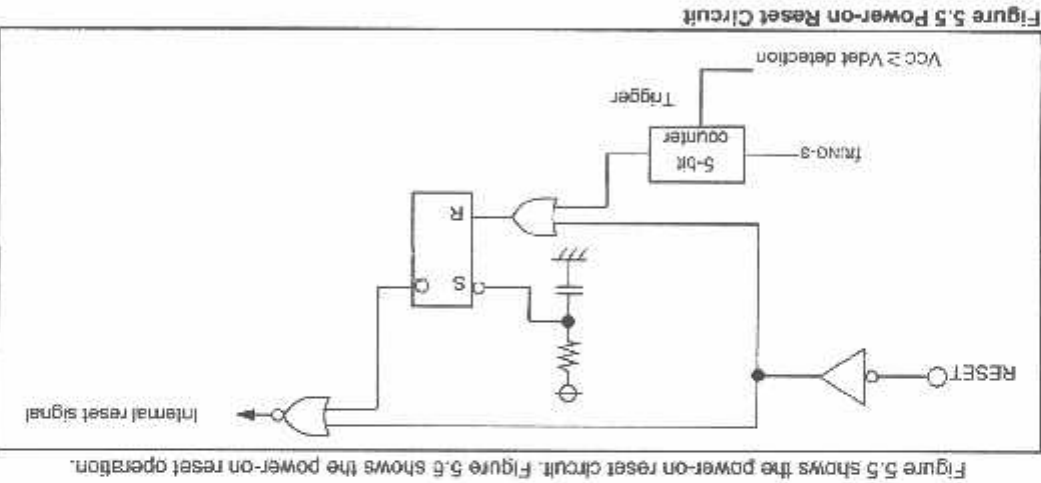 Figure 5.5 shows the power-on reset circuit. Figure 5.6 shows the power-on reset operation.
RESET
Internal reset signal
S Q
R
fRING-S
5-bit
counter
Trigger
VCC ≥ Vdet detection
Figure 5.5 Power-on Reset Circuit